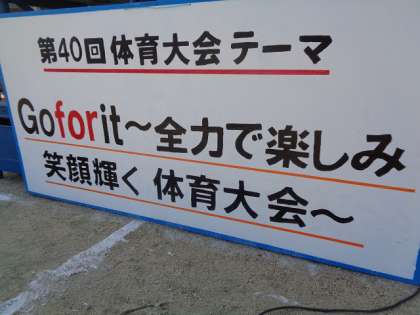 第40回 体育大会 テーマ
Goforit～全力で楽しみ
笑顔輝く 体育大会～